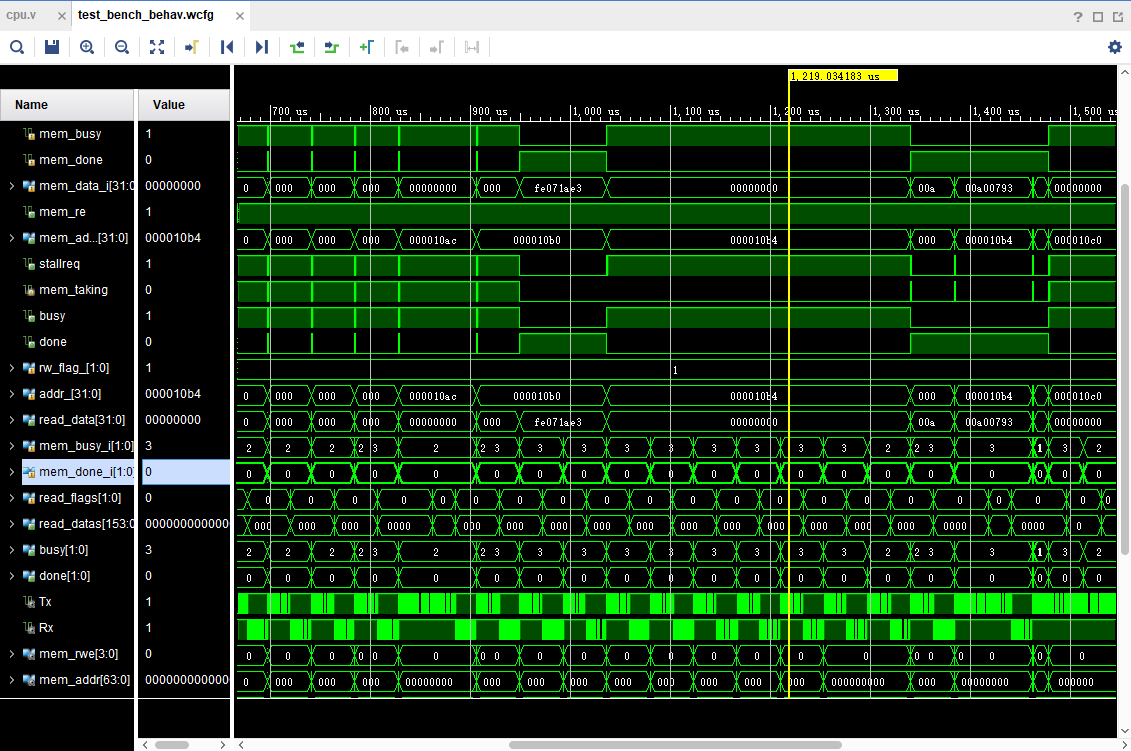 cpu.v
test_bench_behav.wcfg
1,219.034183 us
Name Value
700 us 800 us 900 us 1,000 us 1,100 us 1,200 us 1,300 us 1,400 us 1,500 us
mem_busy 1
mem_done 0
mem_data_i[31:0 00000000 0 000 000 000 00000000 000 fe071ae3 00000000 00a 00a00793 00000000
mem_re 1
mem_ad...[31:0] 000010b4 0 000 000 000 000010ac 000010b0 000010b4 000 000010b4 000010c0
stallreq 1
mem_taking 0
busy 1
done 0
rw_flag_[1:0] 1 1
addr_[31:0] 000010b4 0 000 000 000 000010ac 000010b0 000010b4 000 000010b4 000010c0
read_data[31:0] 00000000 0 000 000 000 00000000 000 fe071ae3 00000000 00a 00a00793 00000000
mem_busy_i[1:0] 3 2 2 2 2 3 2 2 3 3 3 3 3 3 3 3 2 2 3 3 1 3 2
mem_done_i[1:0] 0 0 0 0 0 0 0 0 0 0 0 0 0 0 0 0 0 0 0 0
read_flags[1:0] 0 0 0 0 0 0 0 0 0 0 0 0 0 0 0 0 0 0
read_datas[153:0 000000000000 000 000 000 0000 000 000 000 000 000 000 000 000 000 000 0000 0
busy[1:0] 3 2 2 2 2 3 2 2 3 3 3 3 3 3 3 3 2 2 3 3 1 3 2
done[1:0] 0 0 0 0 0 0 0 0 0 0 0 0 0 0 0 0 0 0 0 0
Tx 1
Rx 1
mem_rwe[3:0] 0 0 0 0 0 0 0 0 0 0 0 0 0 0 0 0 0 0 0 0 0 0
mem_addr[63:0] 000000000000 0 000 000 000 00000000 000 000 000 000 000 000 000 000000000 000 00000000 000000